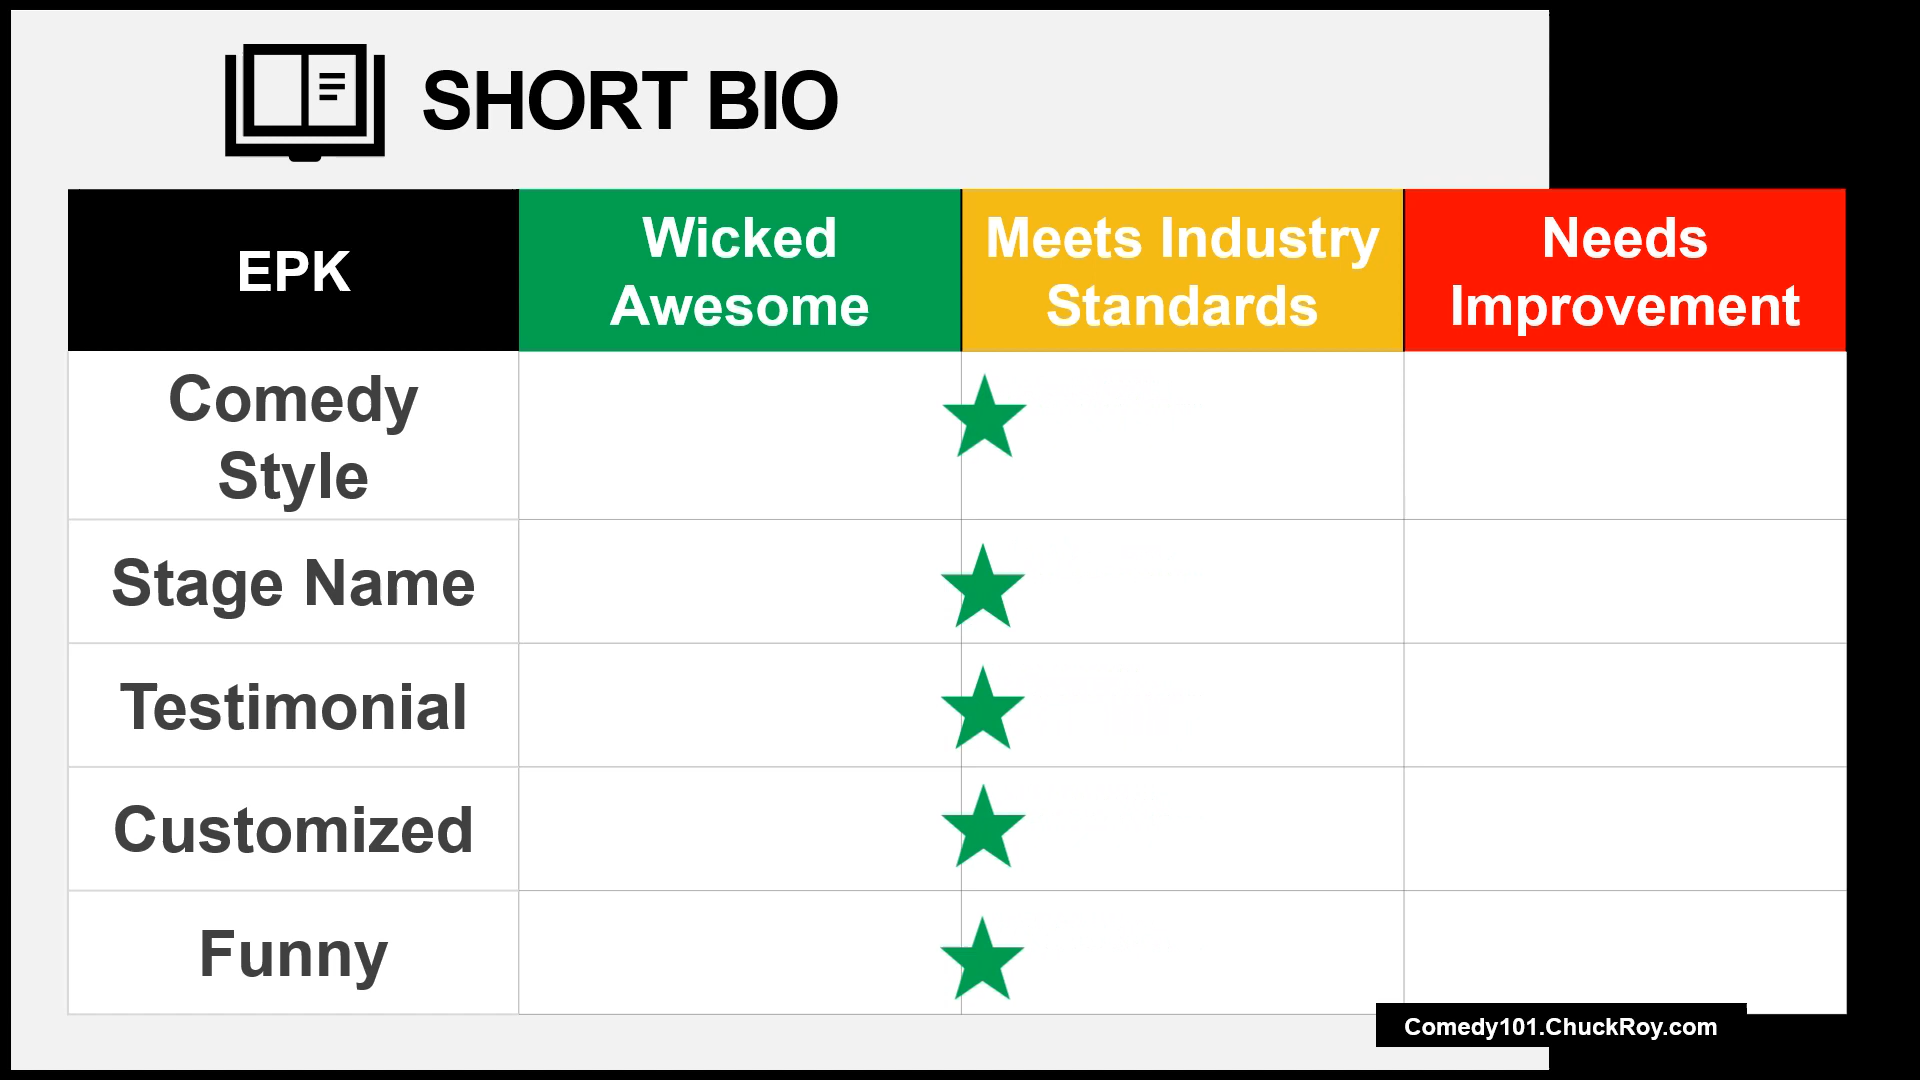 SHORT BIO
EPK
Wicked
Awesome
Meets Industry
Standards
Needs
Improvement
Comedy
Style
Stage Name
Testimonial
Customized
Funny
Comedy101.ChuckRoy.com